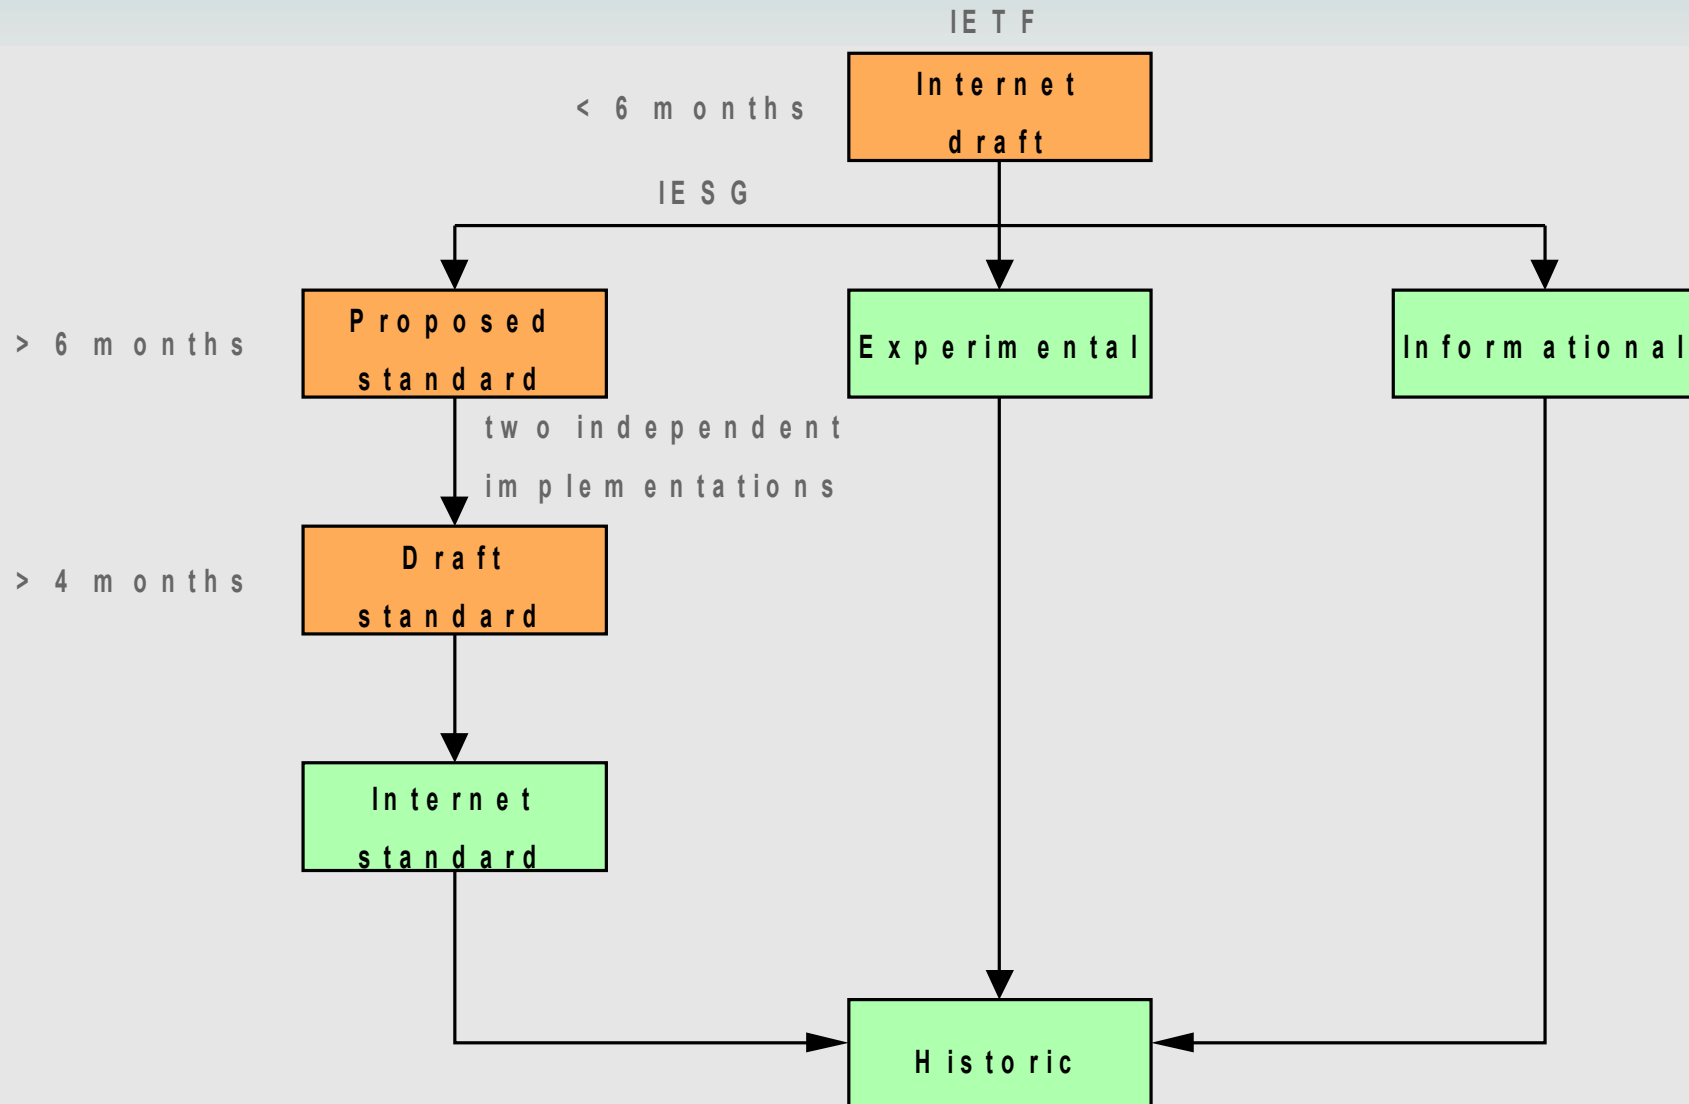 IETF
Internet
draft
< 6 months
IESG
Proposed
standard
> 6 months
Experimental
Informational
two independent
implementations
Draft
standard
> 4 months
Internet
standard
Historic